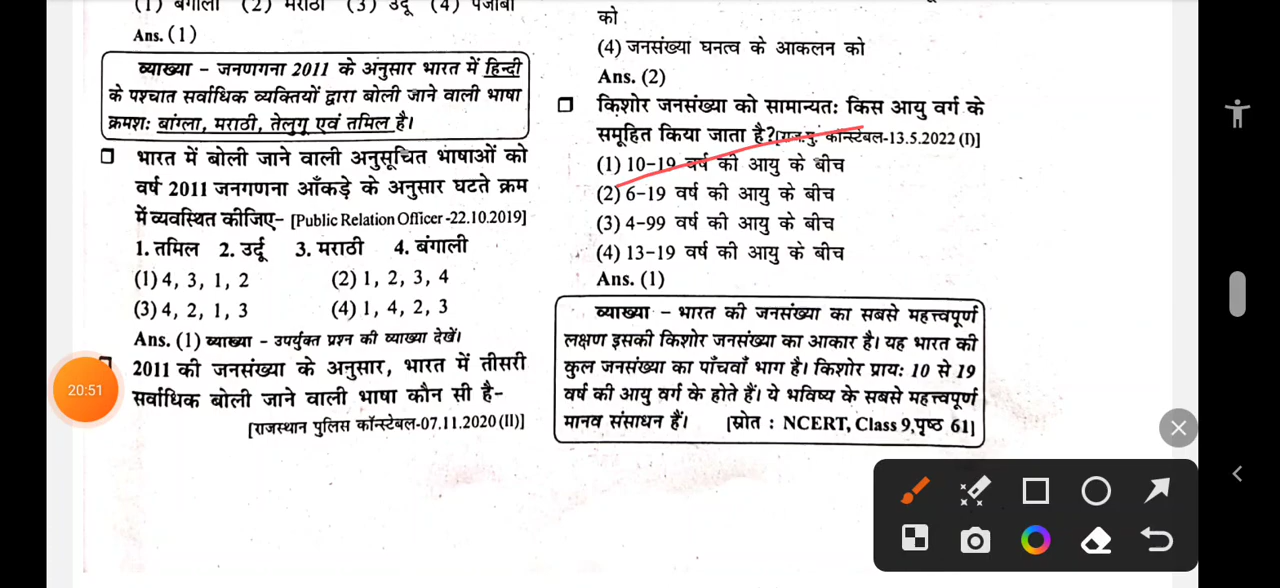 (1) बंगाली (2) मराठी (3) उर्दू (4) पंजाबी
Ans. (1)
व्याख्या – जनणगना 2011 के अनुसार भारत में हिन्दी
के पश्चात सर्वाधिक व्यक्तियों द्वारा बोली जाने वाली भाषा
क्रमशः बांग्ला, मराठी, तेलुगू एवं तमिल है।
भारत में बोली जाने वाली अनुसूचित भाषाओं को
वर्ष 2011 जनगणना आँकड़े के अनुसार घटते क्रम
में व्यवस्थित कीजिए– [Public Relation Officer -22.10.2019]
1. तमिल 2. उर्दू 3. मराठी 4. बंगाली
(1) 4, 3, 1, 2 (2) 1, 2, 3, 4
(3) 4, 2, 1, 3 (4) 1, 4, 2, 3
Ans. (1) व्याख्या – उपर्युक्त प्रश्न की व्याख्या देखें।
2011 की जनसंख्या के अनुसार, भारत में तीसरी
सर्वाधिक बोली जाने वाली भाषा कौन सी है–
[राजस्थान पुलिस कॉन्स्टेबल-07.11.2020 (II)]
20:51
को
(4) जनसंख्या घनत्व के आकलन को
Ans. (2)
किशोर जनसंख्या को सामान्यतः किस आयु वर्ग के
समूहित किया जाता है? [राज.पु. कॉन्स्टेबल-13.5.2022 (I)]
(1) 10–19 वर्ष की आयु के बीच
(2) 6-19 वर्ष की आयु के बीच
(3) 4-99 वर्ष की आयु के बीच
(4) 13-19 वर्ष की आयु के बीच
Ans. (1)
व्याख्या – भारत की जनसंख्या का सबसे महत्त्वपूर्ण
लक्षण इसकी किशोर जनसंख्या का आकार है। यह भारत की
कुल जनसंख्या का पाँचवाँ भाग है। किशोर प्रायः 10 से 19
वर्ष की आयु वर्ग के होते हैं। ये भविष्य के सबसे महत्त्वपूर्ण
मानव संसाधन हैं। [स्रोत : NCERT, Class 9, पृष्ठ 61]